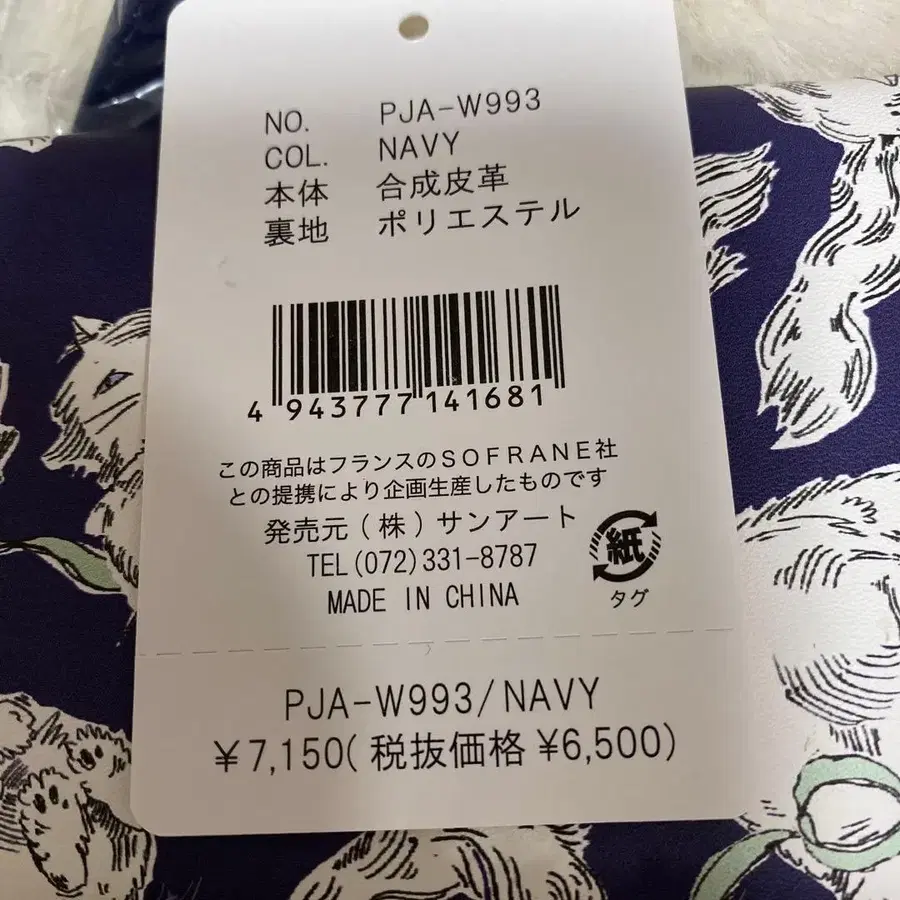 NO. PJA-W993
COL. NAVY
本体 合成皮革
裏地 ポリエステル
4 943777 141681
この商品はフランスのSOFRANE社
との提携により企画生産したものです
発売元(株)サンアート
TEL(072)331-8787
MADE IN CHINA
紙
タグ
PJA-W993/NAVY
¥7,150(税抜価格 ¥6,500)